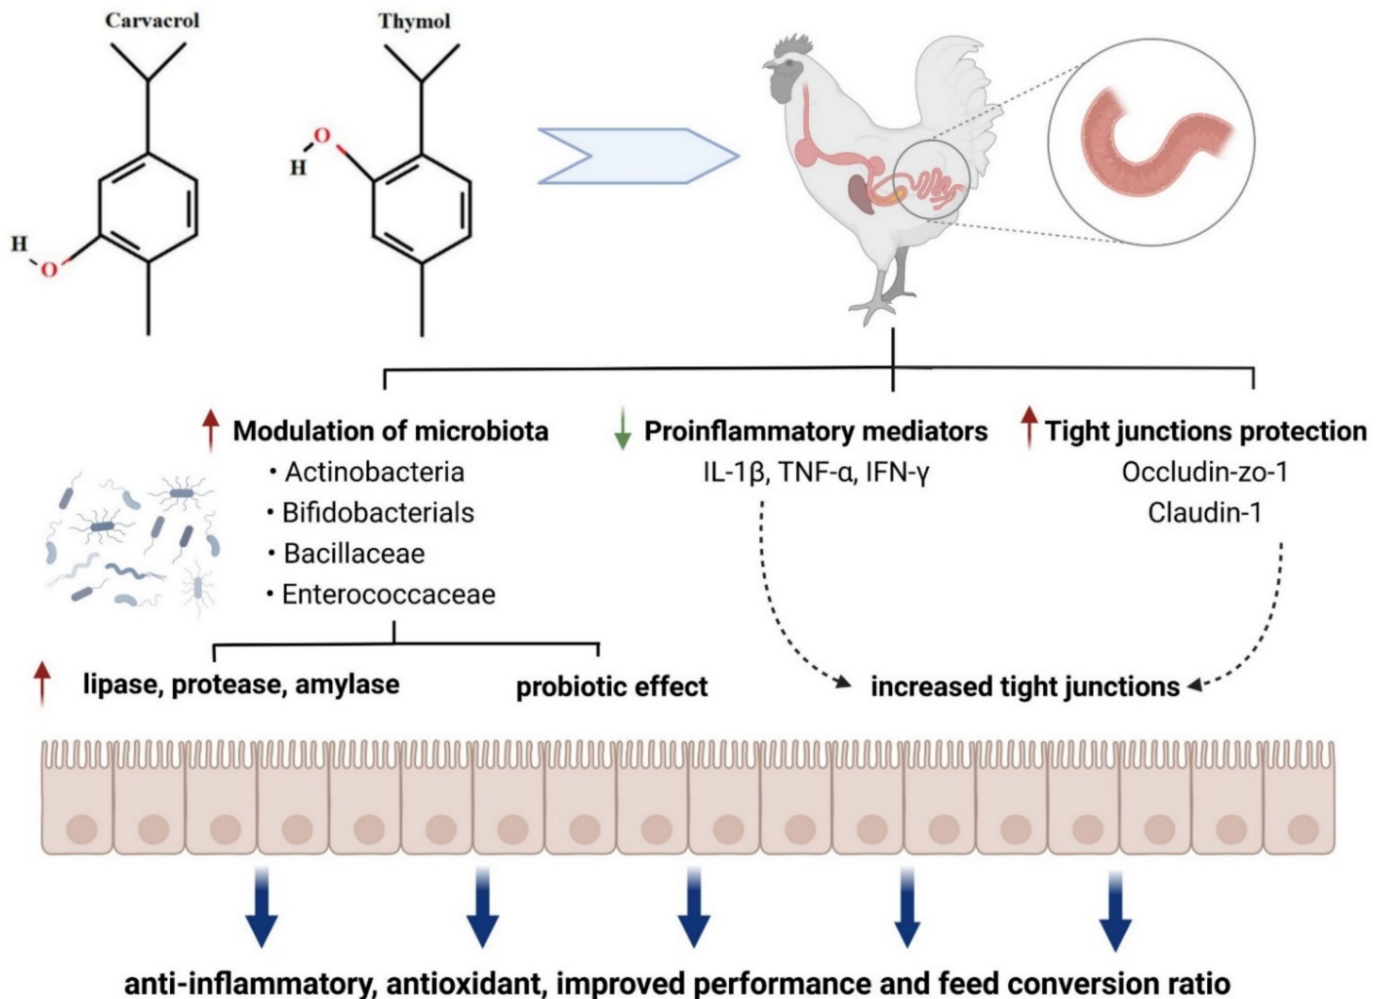 Carvacrol
Thymol
O
H
H
O
Modulation of microbiota
• Actinobacteria
• Bifidobacterials
• Bacillaceae
• Enterococcaceae
Proinflammatory mediators
IL-1β, TNF-α, IFN-γ
Tight junctions protection
Occludin-zo-1
Claudin-1
lipase, protease, amylase
probiotic effect
increased tight junctions
anti-inflammatory, antioxidant, improved performance and feed conversion ratio